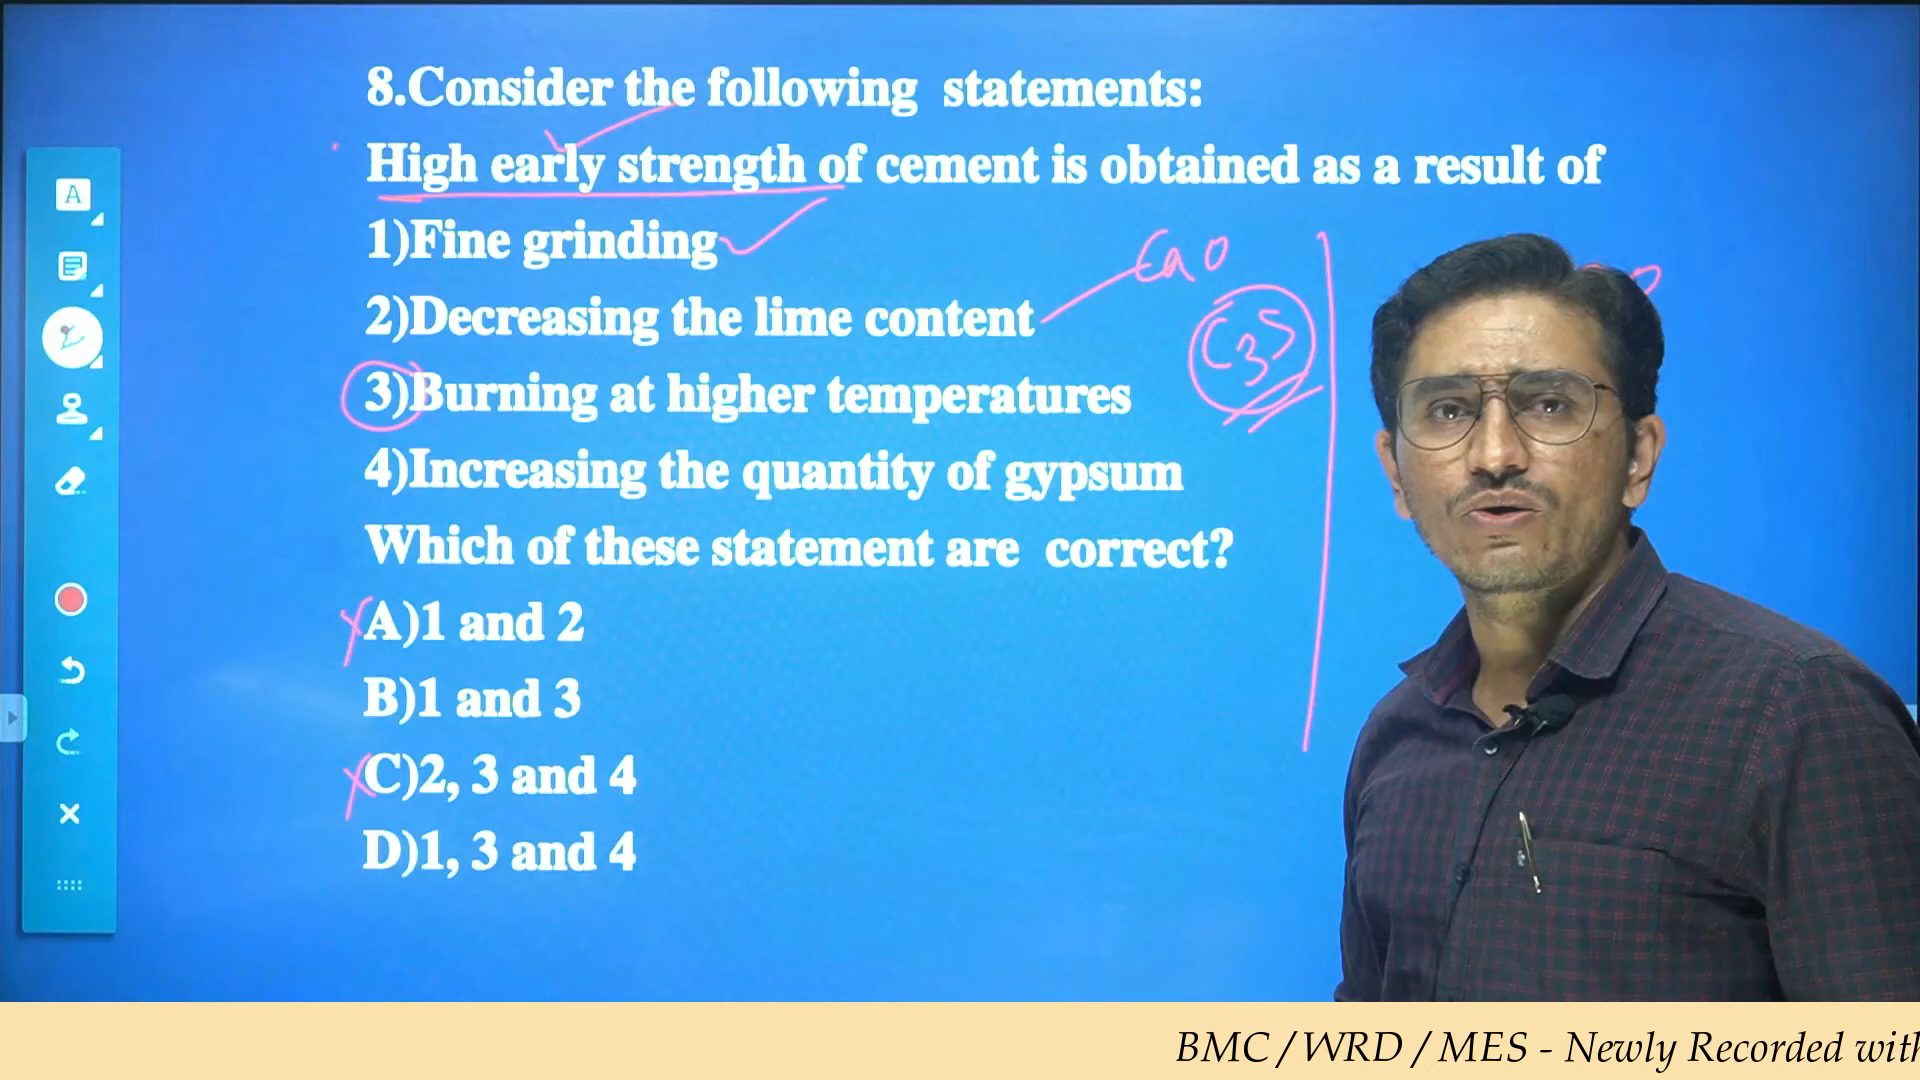 8.Consider the following statements:
High early strength of cement is obtained as a result of
1)Fine grinding
2)Decreasing the lime content
CaO
C3S
3)Burning at higher temperatures
4)Increasing the quantity of gypsum
Which of these statement are correct?
A)1 and 2
B)1 and 3
C)2, 3 and 4
D)1, 3 and 4
A
BMC / WRD / MES - Newly Recorded with